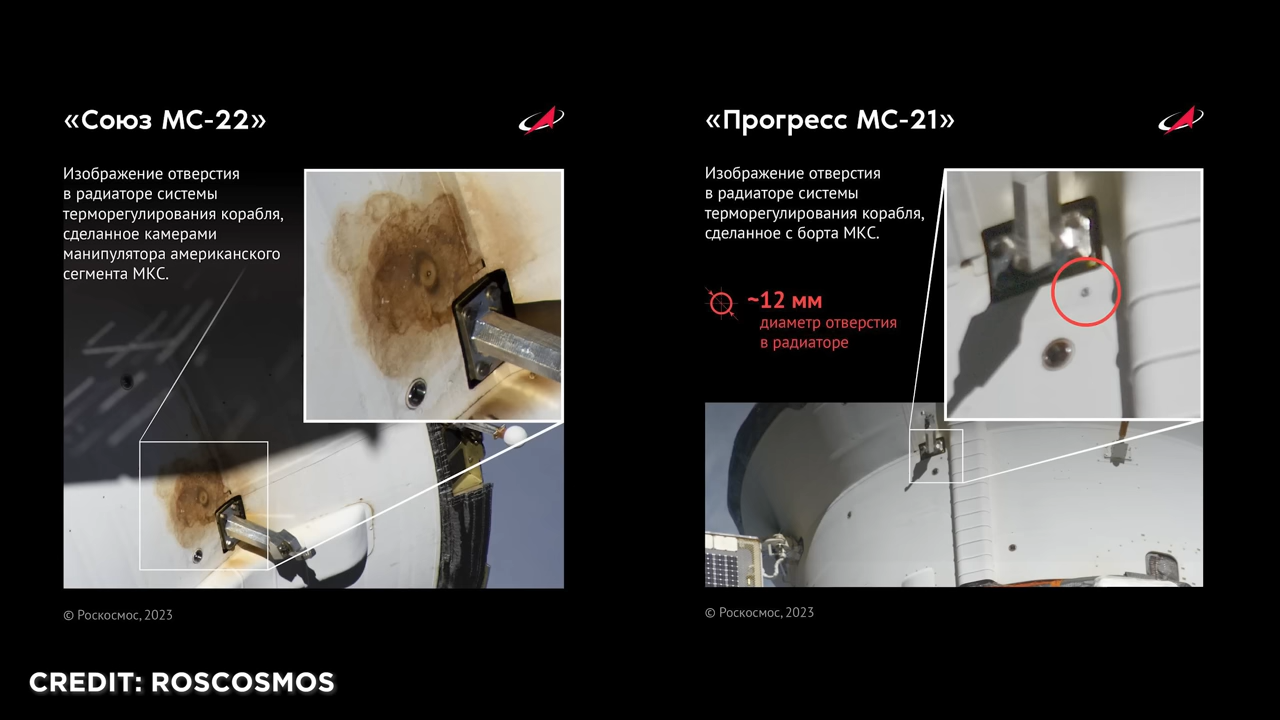 «Союз МС-22»
Изображение отверстия
в радиаторе системы
терморегулирования корабля,
сделанное камерами
манипулятора американского
сегмента МКС.
© Роскосмос, 2023
«Прогресс МС-21»
Изображение отверстия
в радиаторе системы
терморегулирования корабля,
сделанное с борта МКС.
~12 мм
диаметр отверстия
в радиаторе
© Роскосмос, 2023
CREDIT: ROSCOSMOS